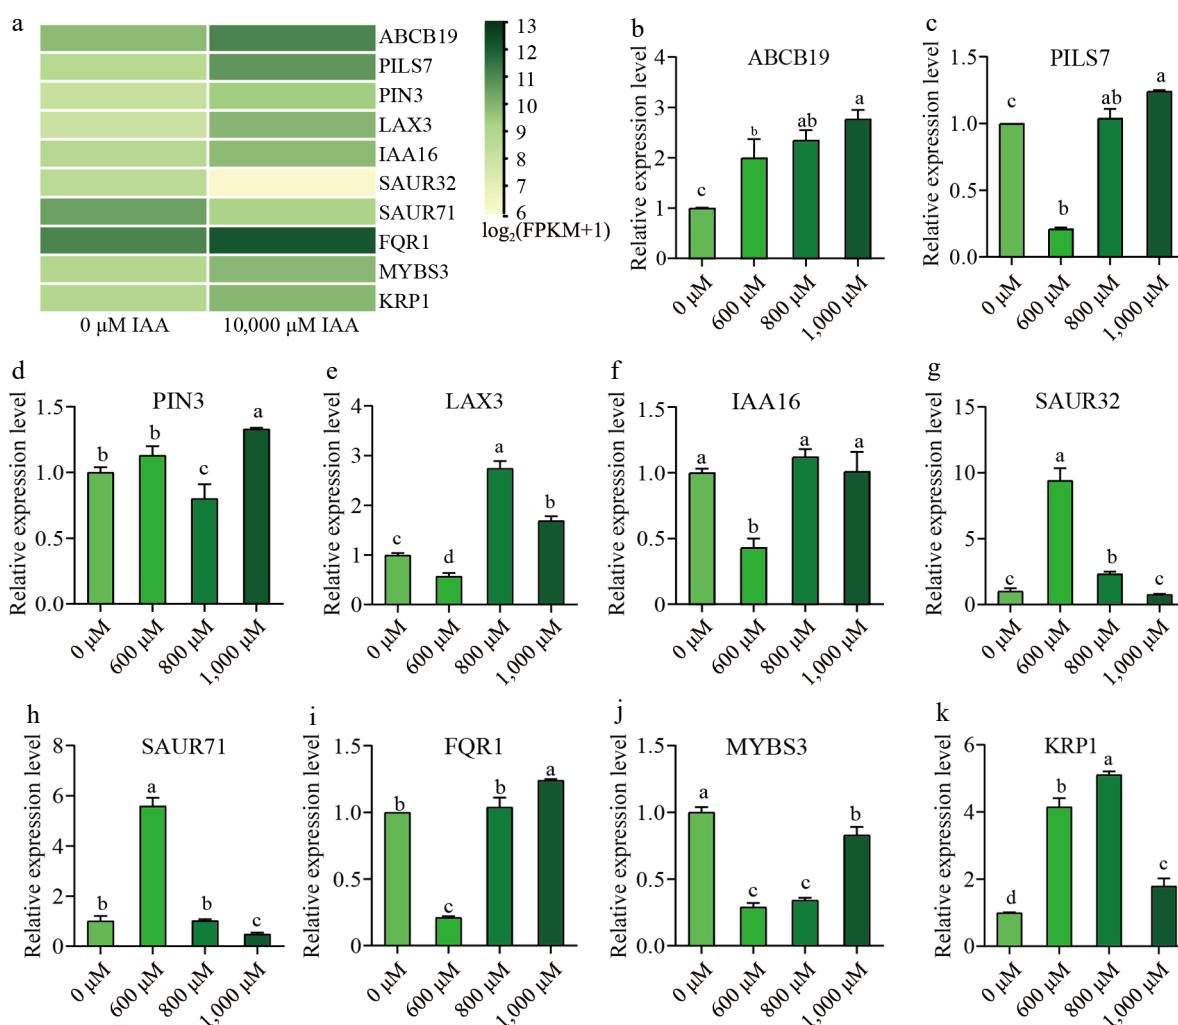 a
ABCB19
PILS7
PIN3
LAX3
IAA16
SAUR32
SAUR71
FQR1
MYBS3
KRP1
0 μM IAA 10,000 μM IAA
13
12
11
10
9
8
7
6
log₂(FPKM+1)
b
ABCB19
Relative expression level
4
3
2
1
0
c b ab a
0 μM 600 μM 800 μM 1,000 μM
c
PILS7
Relative expression level
1.5
1.0
0.5
0.0
c b ab a
0 μM 600 μM 800 μM 1,000 μM
d
PIN3
Relative expression level
1.5
1.0
0.5
0.0
b b c a
0 μM 600 μM 800 μM 1,000 μM
e
LAX3
Relative expression level
4
3
2
1
0
c d a b
0 μM 600 μM 800 μM 1,000 μM
f
IAA16
Relative expression level
1.5
1.0
0.5
0
a b a a
0 μM 600 μM 800 μM 1,000 μM
g
SAUR32
Relative expression level
15
10
5
0
c a b c
0 μM 600 μM 800 μM 1,000 μM
h
SAUR71
Relative expression level
8
6
4
2
0
b a b c
0 μM 600 μM 800 μM 1,000 μM
i
FQR1
Relative expression level
1.5
1.0
0.5
0.0
b c b a
0 μM 600 μM 800 μM 1,000 μM
j
MYBS3
Relative expression level
1.5
1.0
0.5
0.0
a c c b
0 μM 600 μM 800 μM 1,000 μM
k
KRP1
Relative expression level
6
4
2
0
d b a c
0 μM 600 μM 800 μM 1,000 μM